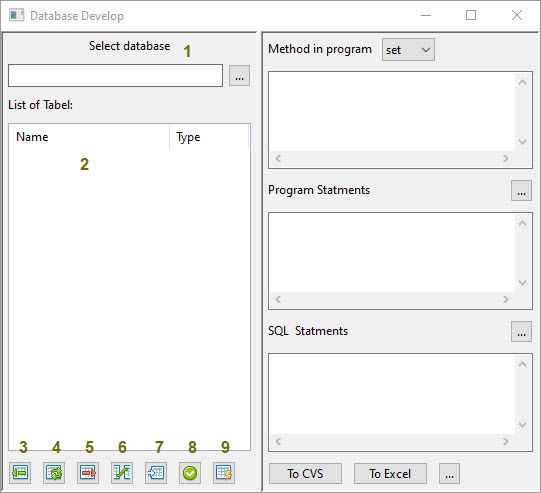 Database Develop
Select database 1
...
List of Tabel:
Name Type
2
3 4 5 6 7 8 9
Method in program set
Program Statments ...
SQL Statments ...
To CVS To Excel ...